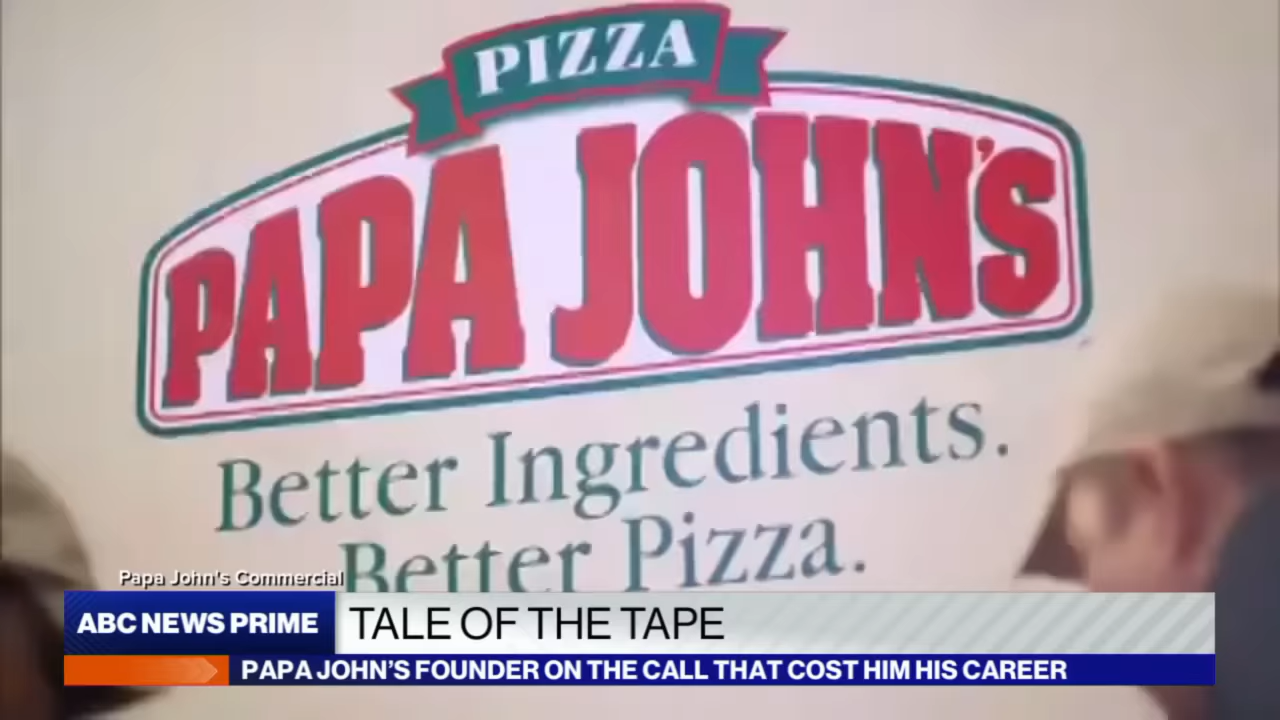 PIZZA
PAPA JOHN'S
Better Ingredients.
Better Pizza.
Papa John's Commercial
ABC NEWS PRIME
TALE OF THE TAPE
PAPA JOHN'S FOUNDER ON THE CALL THAT COST HIM HIS CAREER